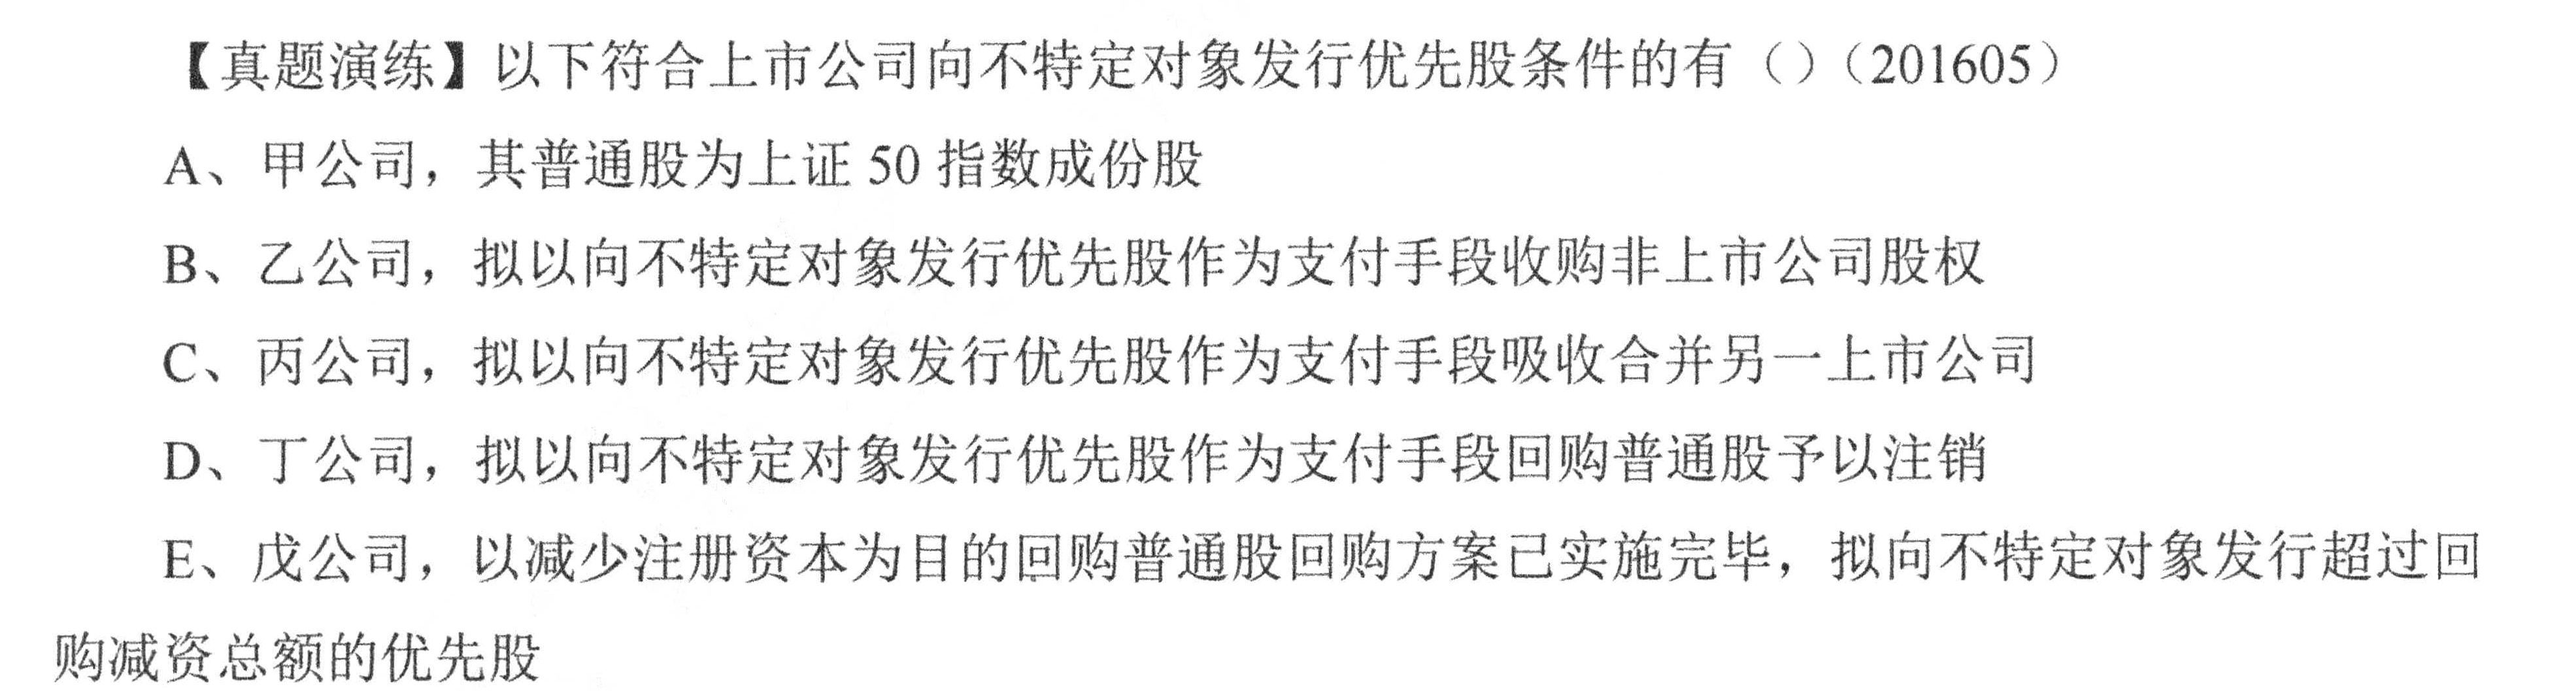 【真题演练】以下符合上市公司向不特定对象发行优先股条件的有（）（201605）
A、甲公司，其普通股为上证 50 指数成份股
B、乙公司，拟以向不特定对象发行优先股作为支付手段收购非上市公司股权
C、丙公司，拟以向不特定对象发行优先股作为支付手段吸收合并另一上市公司
D、丁公司，拟以向不特定对象发行优先股作为支付手段回购普通股予以注销
E、戊公司，以减少注册资本为目的回购普通股回购方案已实施完毕，拟向不特定对象发行超过回
购减资总额的优先股